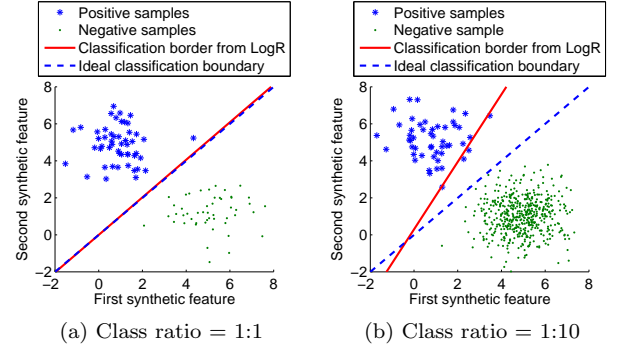 Positive samples
Negative samples
Classification border from LogR
Ideal classification boundary
8
6
4
2
0
−2
−2 0 2 4 6 8
Second synthetic feature
First synthetic feature
(a) Class ratio = 1:1
Positive samples
Negative sample
Classification border from LogR
Ideal classification boundary
8
6
4
2
0
−2
−2 0 2 4 6 8
Second synthetic feature
First synthetic feature
(b) Class ratio = 1:10